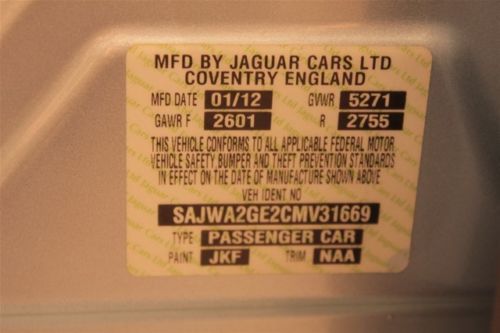 MFD BY JAGUAR CARS LTD
COVENTRY ENGLAND
MFD DATE 01/12 GVWR 5271
GAWR F 2601 R 2755
THIS VEHICLE CONFORMS TO ALL APPLICABLE FEDERAL MOTOR
VEHICLE SAFETY, BUMPER AND THEFT PREVENTION STANDARDS
IN EFFECT ON THE DATE OF MANUFACTURE SHOWN ABOVE
VEH IDENT NO
SAJWA2GE2CMV31669
TYPE PASSENGER CAR
PAINT JKF TRIM NAA